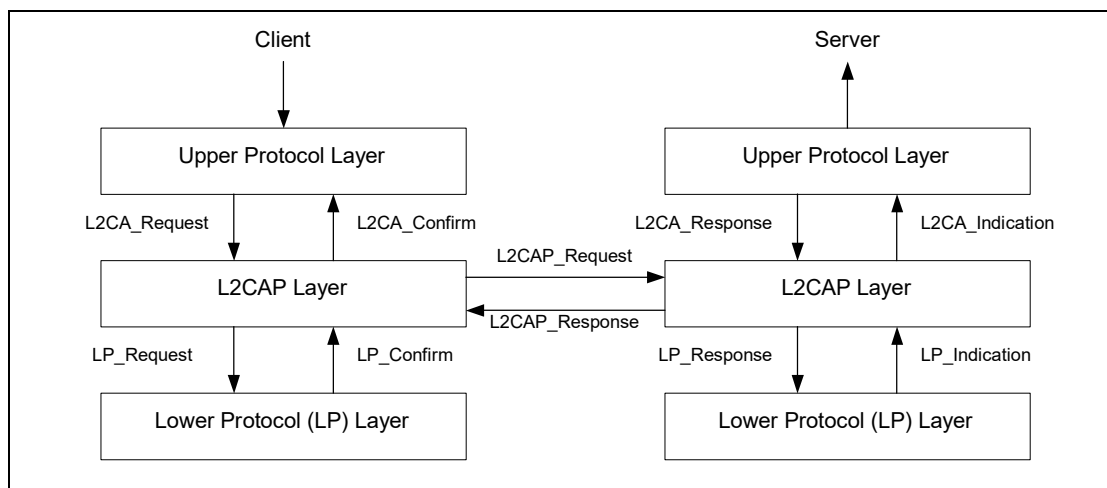 Client
Server
Upper Protocol Layer
Upper Protocol Layer
L2CA_Request
L2CA_Confirm
L2CA_Response
L2CA_Indication
L2CAP_Request
L2CAP Layer
L2CAP Layer
L2CAP_Response
LP_Request
LP_Confirm
LP_Response
LP_Indication
Lower Protocol (LP) Layer
Lower Protocol (LP) Layer